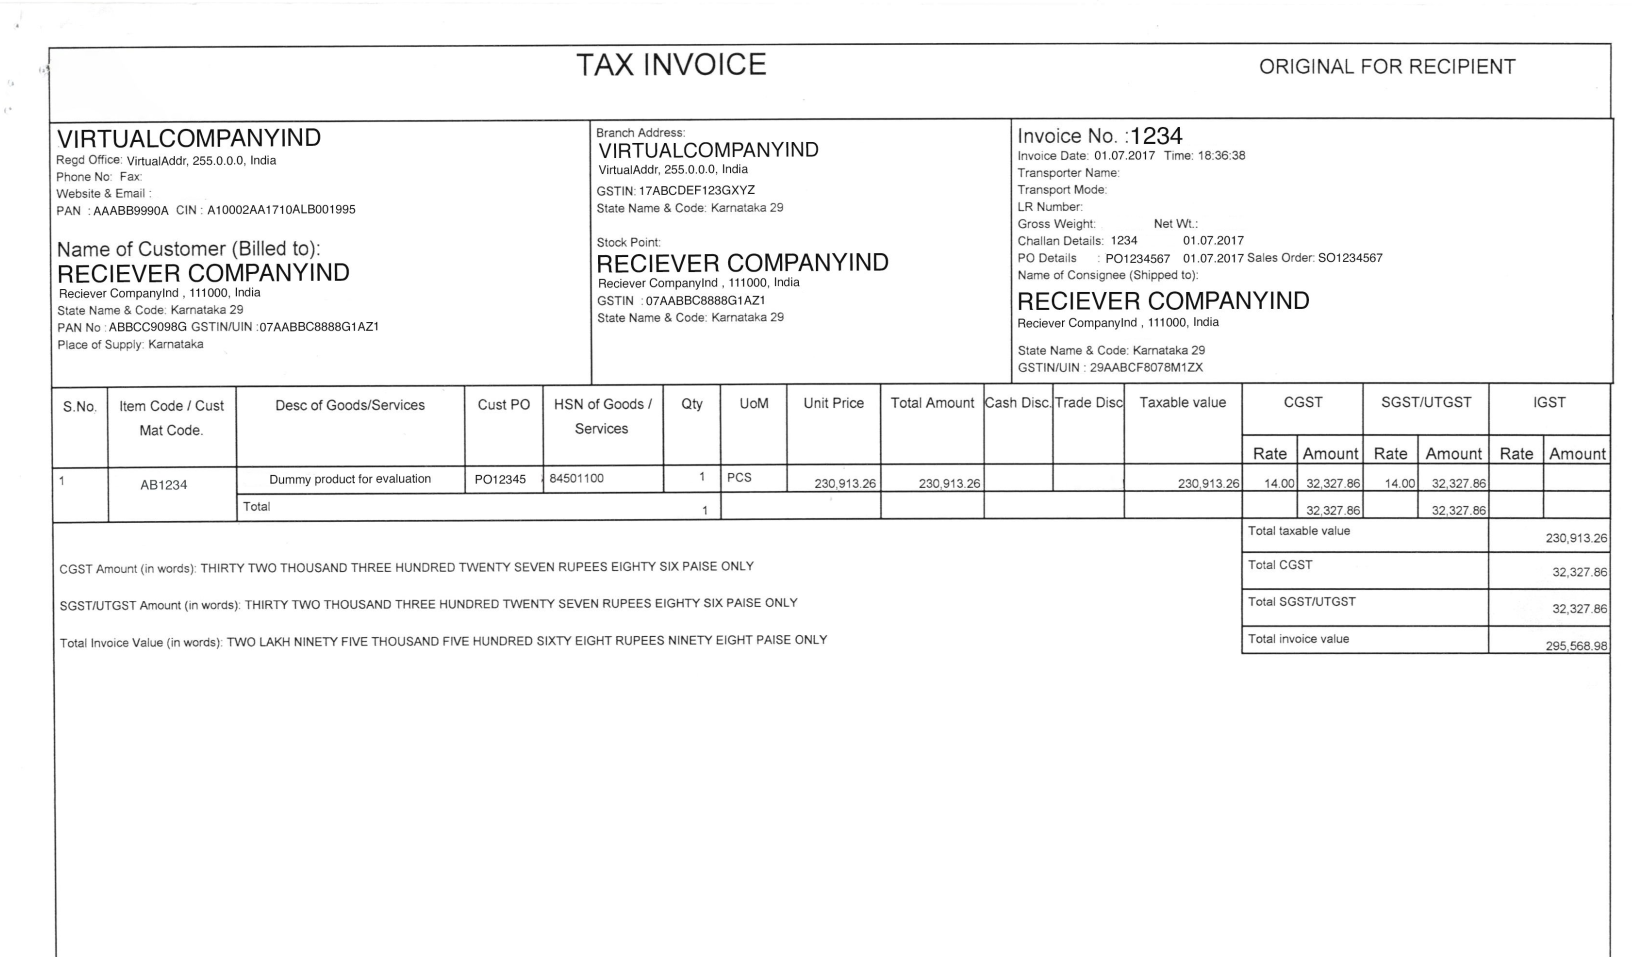 TAX INVOICE
ORIGINAL FOR RECIPIENT
VIRTUALCOMPANYIND
Regd Office: VirtualAddr, 255.0.0.0, India
Phone No: Fax:
Website & Email :
PAN : AAABB9990A CIN : A10002AA1710ALB001995
Name of Customer (Billed to):
RECIEVER COMPANYIND
Reciever CompanyInd , 111000, India
State Name & Code: Karnataka 29
PAN No : ABBCC9098G GSTIN/UIN :07AABBC8888G1AZ1
Place of Supply: Karnataka
Branch Address:
VIRTUALCOMPANYIND
VirtualAddr, 255.0.0.0, India
GSTIN: 17ABCDEF123GXYZ
State Name & Code: Karnataka 29
Stock Point:
RECIEVER COMPANYIND
Reciever CompanyInd , 111000, India
GSTIN : 07AABBC8888G1AZ1
State Name & Code: Karnataka 29
Invoice No. :1234
Invoice Date: 01.07.2017 Time: 18:36:38
Transporter Name:
Transport Mode:
LR Number:
Gross Weight: Net Wt.:
Challan Details: 1234 01.07.2017
PO Details : PO1234567 01.07.2017 Sales Order: SO1234567
Name of Consignee (Shipped to):
RECIEVER COMPANYIND
Reciever CompanyInd , 111000, India
State Name & Code: Karnataka 29
GSTIN/UIN : 29AABCF8078M1ZX
S.No. Item Code / Cust Desc of Goods/Services Cust PO HSN of Goods / Qty UoM Unit Price Total Amount Cash Disc. Trade Disc Taxable value CGST SGST/UTGST IGST
Mat Code. Services
Rate Amount Rate Amount Rate Amount
1 AB1234 Dummy product for evaluation PO12345 84501100 1 PCS 230,913.26 230,913.26 230,913.26 14.00 32,327.86 14.00 32,327.86
Total 1 32,327.86 32,327.86
Total taxable value 230,913.26
CGST Amount (in words): THIRTY TWO THOUSAND THREE HUNDRED TWENTY SEVEN RUPEES EIGHTY SIX PAISE ONLY
Total CGST 32,327.86
SGST/UTGST Amount (in words): THIRTY TWO THOUSAND THREE HUNDRED TWENTY SEVEN RUPEES EIGHTY SIX PAISE ONLY
Total SGST/UTGST 32,327.86
Total Invoice Value (in words): TWO LAKH NINETY FIVE THOUSAND FIVE HUNDRED SIXTY EIGHT RUPEES NINETY EIGHT PAISE ONLY
Total invoice value 295,568.98